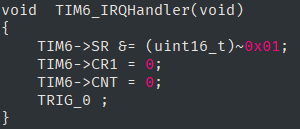 void  TIM6_IRQHandler(void)
{
    TIM6->SR &= (uint16_t)~0x01;
    TIM6->CR1 = 0;
    TIM6->CNT = 0;
    TRIG_0 ;
}